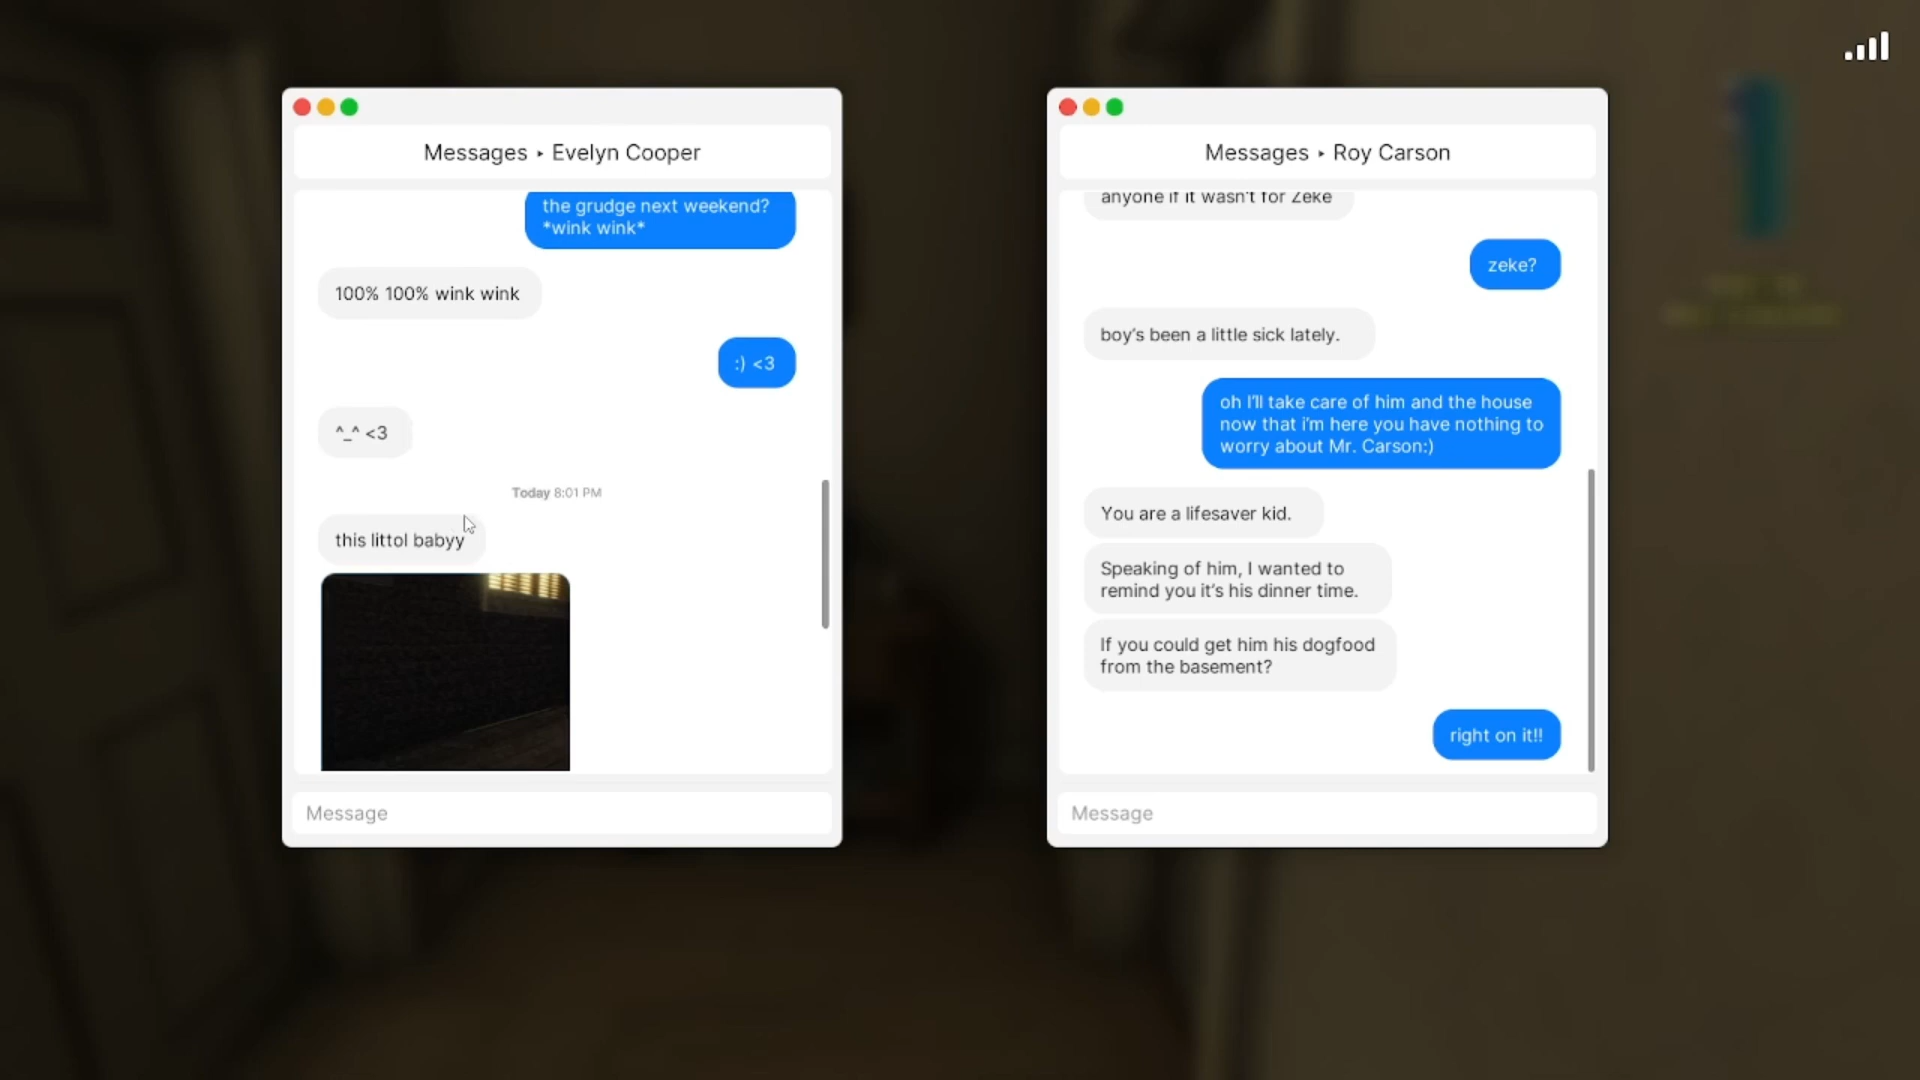 Messages ‣ Evelyn Cooper
the grudge next weekend?
*wink wink*
100% 100% wink wink
:) <3
^_^ <3
Today 8:01 PM
this littol babyy
Message
Messages ‣ Roy Carson
anyone if it wasn't for Zeke
zeke?
boy's been a little sick lately.
oh I'll take care of him and the house
now that i'm here you have nothing to
worry about Mr. Carson:)
You are a lifesaver kid.
Speaking of him, I wanted to
remind you it's his dinner time.
If you could get him his dogfood
from the basement?
right on it!!
Message